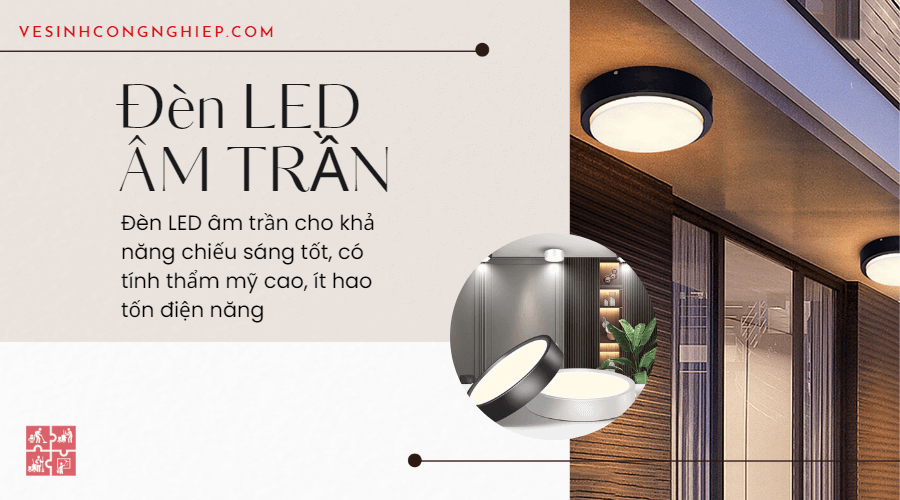 VESINHCONGNGHIEP.COM
Đèn LED
ÂM TRẦN
Đèn LED âm trần cho khả
năng chiếu sáng tốt, có
tính thẩm mỹ cao, ít hao
tốn điện năng